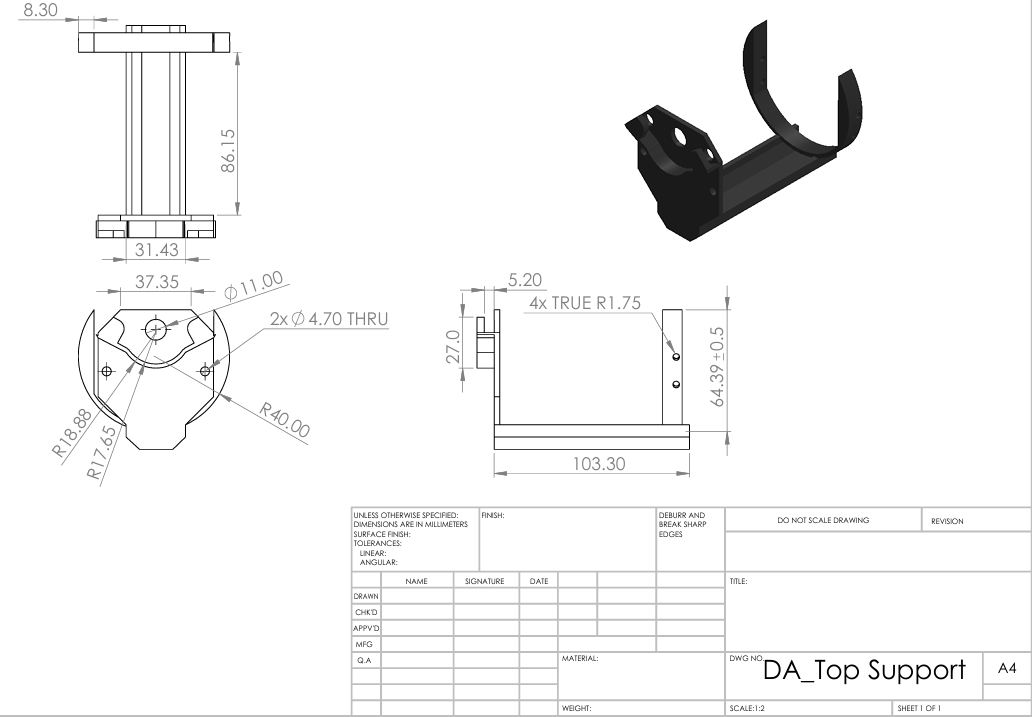 8.30
86.15
31.43
37.35
∅11.00
2x ∅ 4.70 THRU
R18.88
R17.65
R40.00
5.20
4x TRUE R1.75
27.0
64.39±0.5
103.30
UNLESS OTHERWISE SPECIFIED:
DIMENSIONS ARE IN MILLIMETERS
SURFACE FINISH:
TOLERANCES:
LINEAR:
ANGULAR:
FINISH:
DEBURR AND
BREAK SHARP
EDGES
DO NOT SCALE DRAWING
REVISION
NAME
SIGNATURE
DATE
DRAWN
CHK'D
APPV'D
MFG
Q.A
TITLE:
MATERIAL:
DWG NO.
DA_Top Support
A4
WEIGHT:
SCALE:1:2
SHEET 1 OF 1